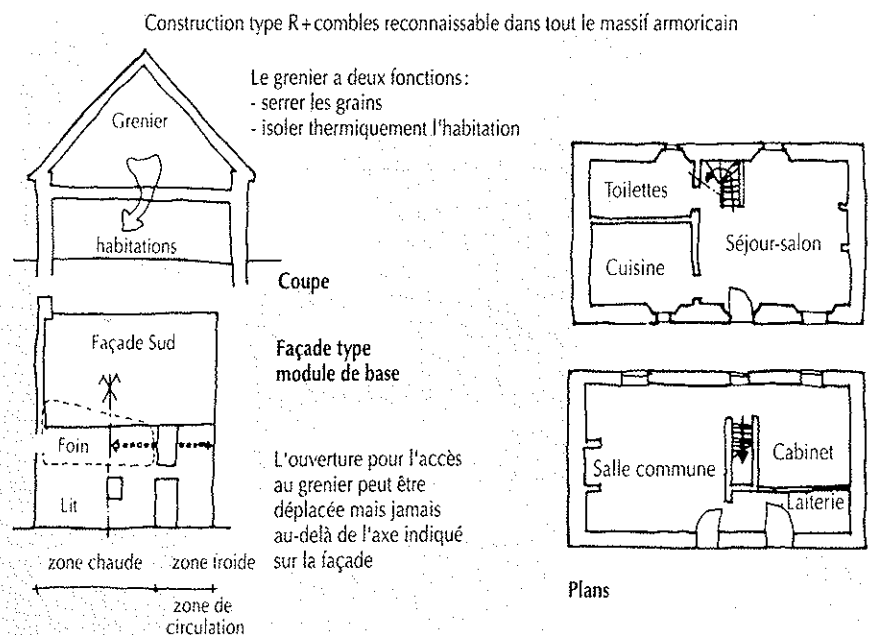 Construction type R+combles reconnaissable dans tout le massif armoricain
Le grenier a deux fonctions:
- serrer les grains
- isoler thermiquement l'habitation
Grenier
habitations
Coupe
Façade Sud
Façade type
module de base
Foin
Lit
L'ouverture pour l'accès
au grenier peut être
déplacée mais jamais
au-delà de l'axe indiqué
sur la façade
zone chaude
zone froide
zone de
circulation
Toilettes
Cuisine
Séjour-salon
Salle commune
Cabinet
Laiterie
Plans